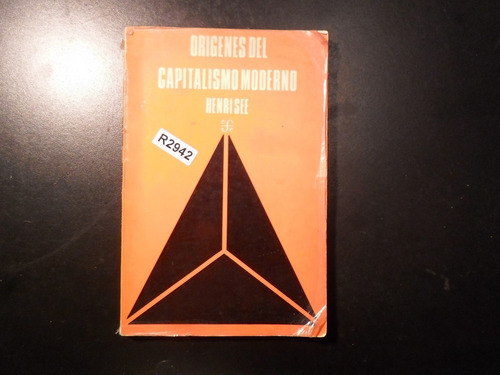 ORIGENES DEL
CAPITALISMO MODERNO
HENRI SEE
R2942